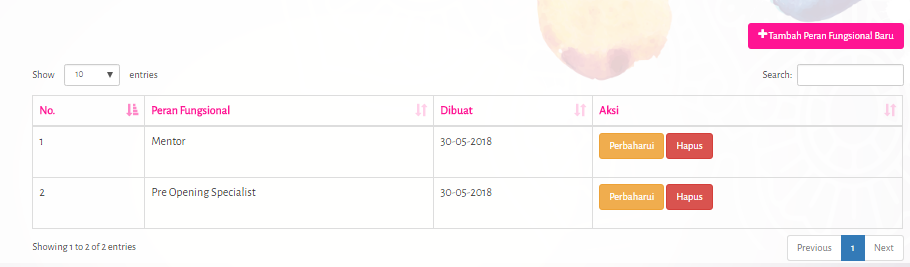 +Tambah Peran Fungsional Baru
Show 10 entries Search:
No. Peran Fungsional Dibuat Aksi
1 Mentor 30-05-2018 Perbaharui Hapus
2 Pre Opening Specialist 30-05-2018 Perbaharui Hapus
Showing 1 to 2 of 2 entries Previous 1 Next